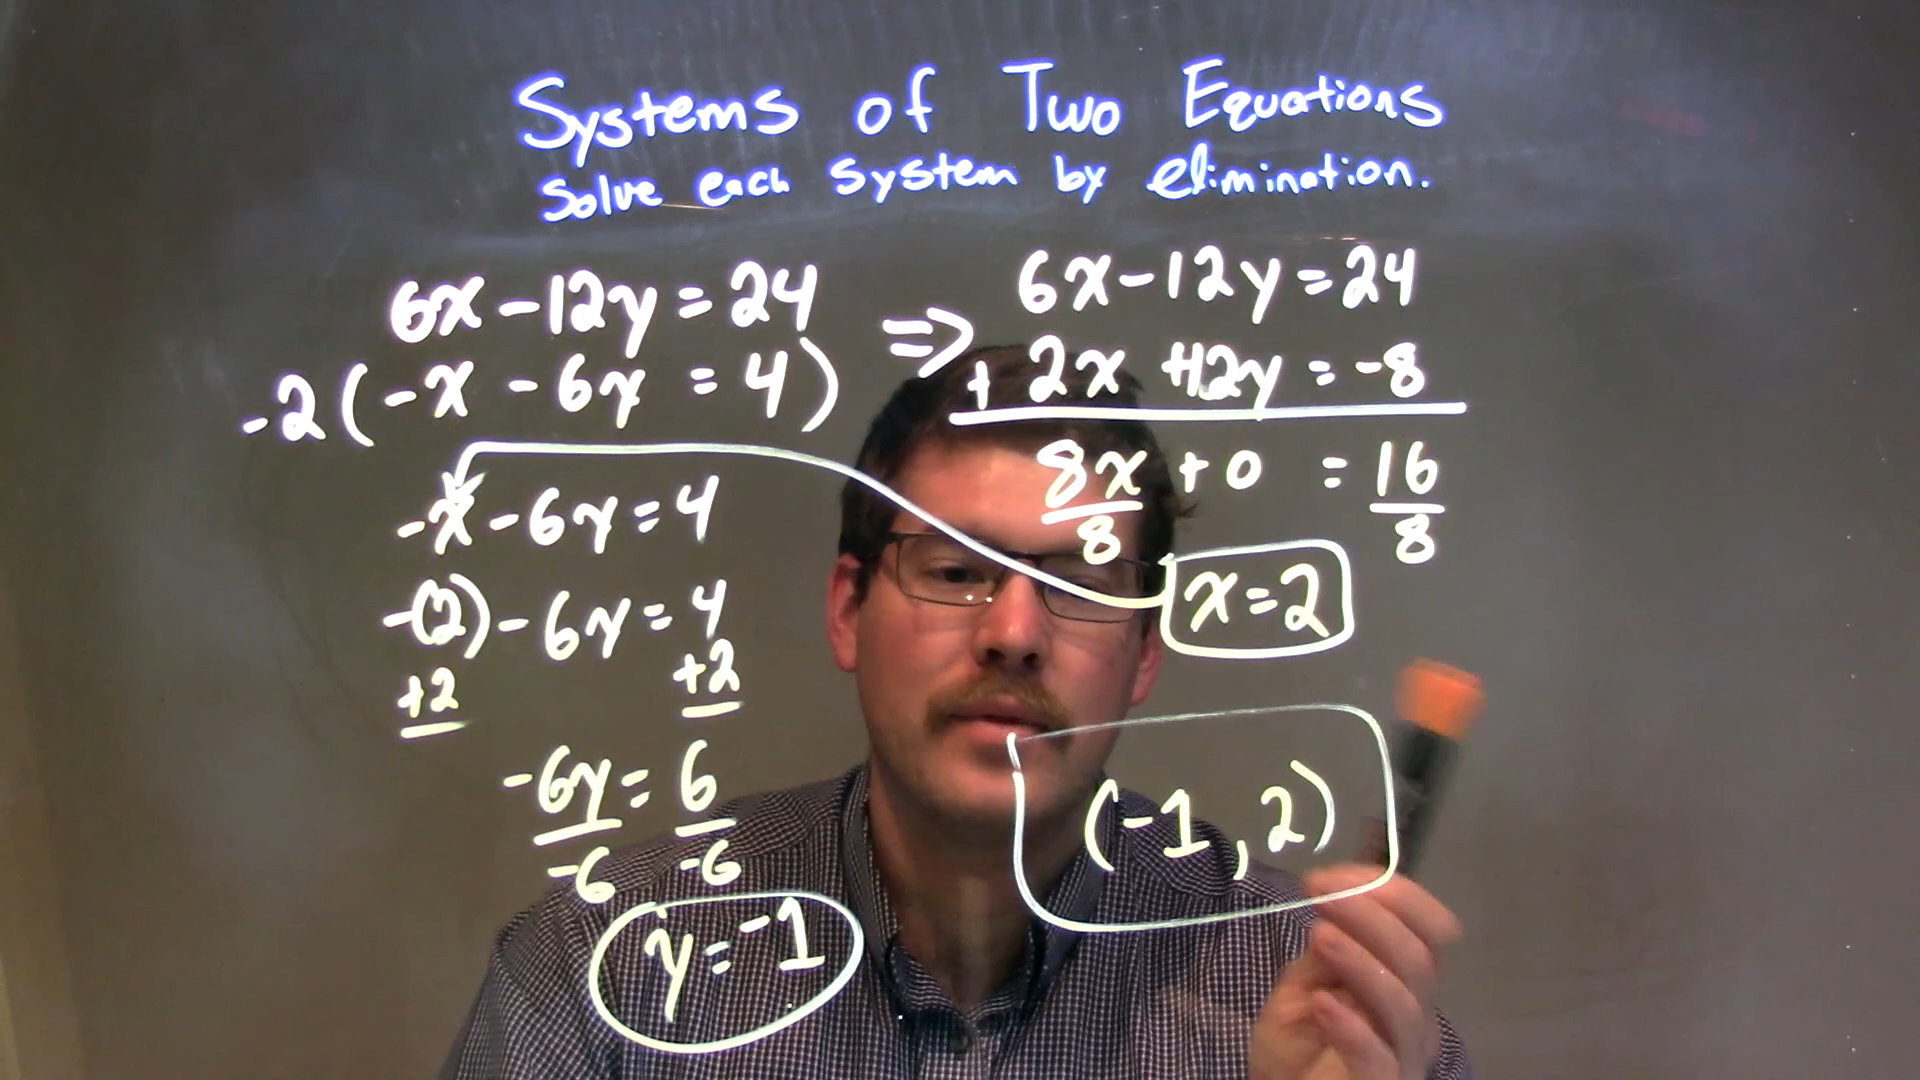 Systems of Two Equations
Solve each system by elimination.
6x - 12y = 24
-2(-x - 6y = 4)
=>
6x - 12y = 24
+ 2x +12y = -8
8x + 0 = 16
8 8
x = 2
-x - 6y = 4
-(2) - 6y = 4
+2 +2
-6y = 6
-6 -6
y = -1
(-1, 2)